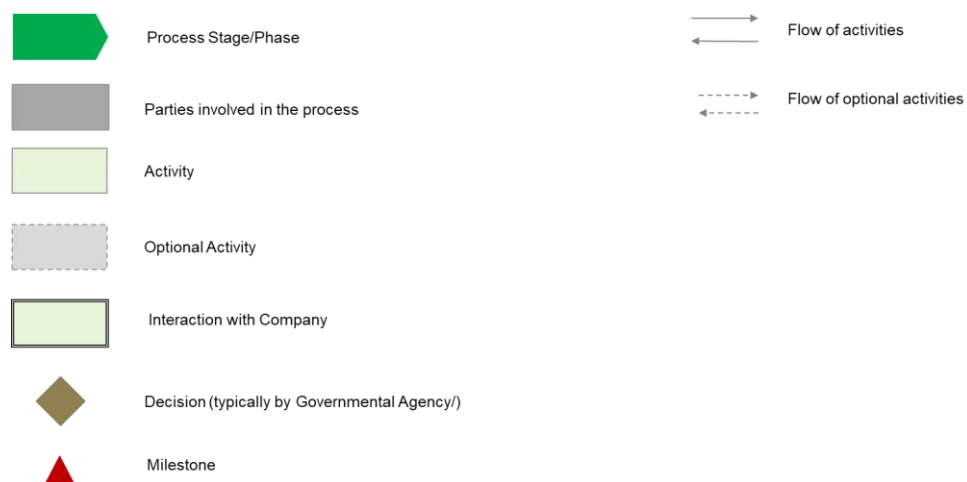 Process Stage/Phase
Flow of activities
Parties involved in the process
Flow of optional activities
Activity
Optional Activity
Interaction with Company
Decision (typically by Governmental Agency/)
Milestone